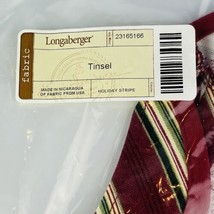 Longaberger
23165166
fabric
Tinsel
MADE IN NICARAGUA
OF FABRIC FROM USA
HOLIDAY STRIPE